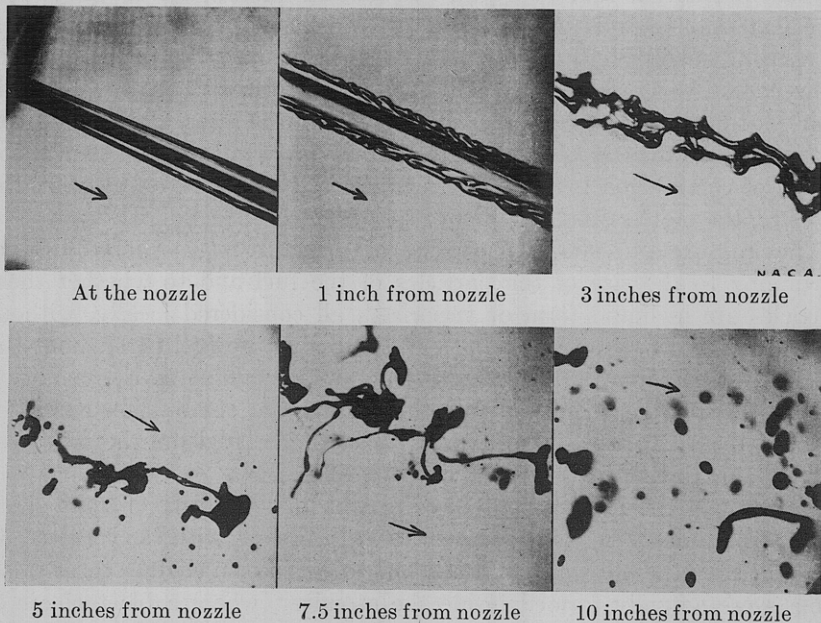 N A C A.
At the nozzle
1 inch from nozzle
3 inches from nozzle
5 inches from nozzle
7.5 inches from nozzle
10 inches from nozzle